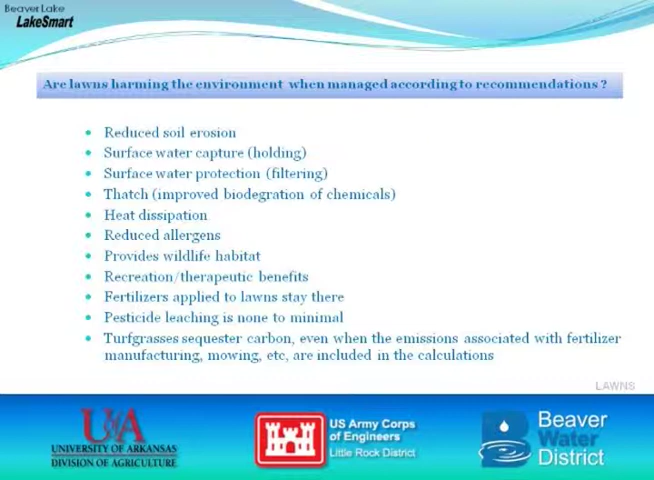 Beaver Lake
LakeSmart
Are lawns harming the environment when managed according to recommendations ?
• Reduced soil erosion
• Surface water capture (holding)
• Surface water protection (filtering)
• Thatch (improved biodegration of chemicals)
• Heat dissipation
• Reduced allergens
• Provides wildlife habitat
• Recreation/therapeutic benefits
• Fertilizers applied to lawns stay there
• Pesticide leaching is none to minimal
• Turfgrasses sequester carbon, even when the emissions associated with fertilizer
manufacturing, mowing, etc, are included in the calculations
LAWNS
UofA
UNIVERSITY OF ARKANSAS
DIVISION OF AGRICULTURE
US Army Corps
of Engineers
Little Rock District
Beaver
Water
District